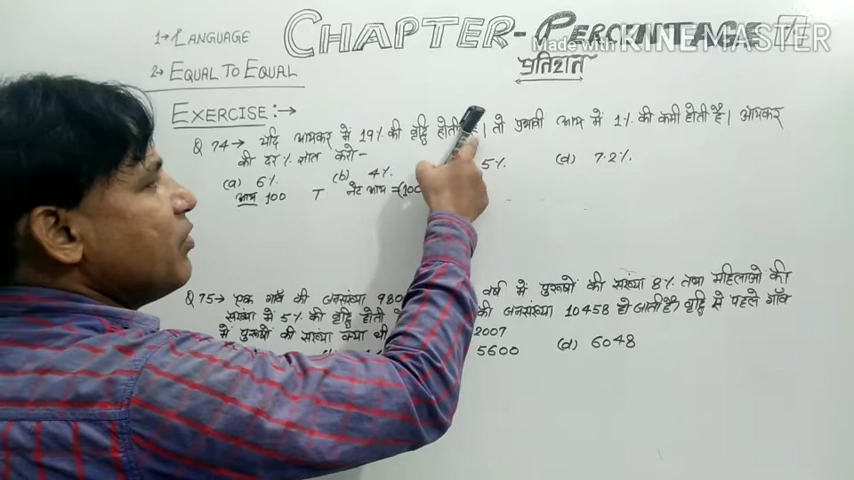 1→ LANGUAGE
2→ EQUAL TO EQUAL
CHAPTER- PERCINTAGE
Made with KINEMASTER
प्रतिशत
EXERCISE:→
Q 74→ यदि आयकर में 19% की वृद्धि होती है। तो प्रभावी आय में 1% की कमी होती है। आयकर
की दर % ज्ञात करो-
(a) 6% (b) 4% 5% (d) 7.2%
आय 100 T नेट आय =(100
Q 75→ एक गाँव की जनसंख्या 980 वर्ष में पुरूषों की संख्या 8% तथा महिलाओं की
संख्या में 5% की वृद्धि होती की जनसंख्या 10458 हो जाती है, वृद्धि से पहले गाँव
में पुरूषों की संख्या क्या थी 2007
5600 (d) 6048